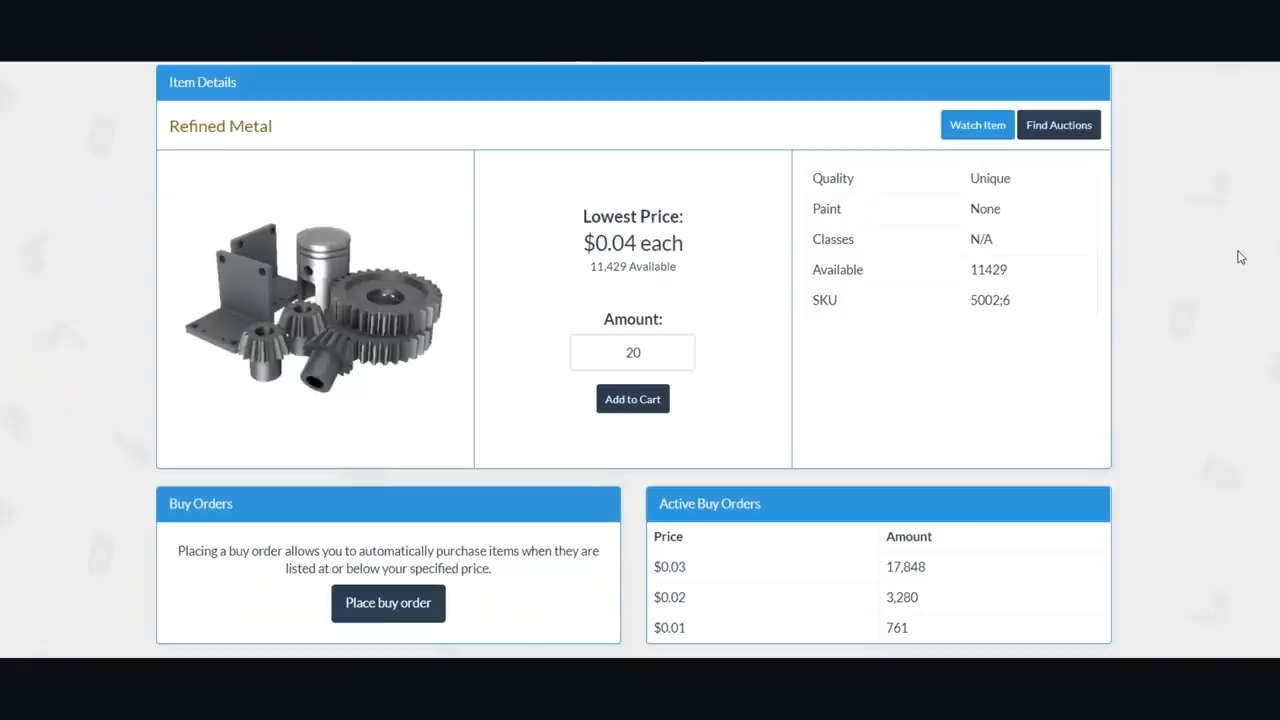 Item Details
Refined Metal
Watch Item
Find Auctions
Lowest Price:
$0.04 each
11,429 Available
Amount:
20
Add to Cart
Quality Unique
Paint None
Classes N/A
Available 11429
SKU 5002;6
Buy Orders
Placing a buy order allows you to automatically purchase items when they are
listed at or below your specified price.
Place buy order
Active Buy Orders
Price Amount
$0.03 17,848
$0.02 3,280
$0.01 761